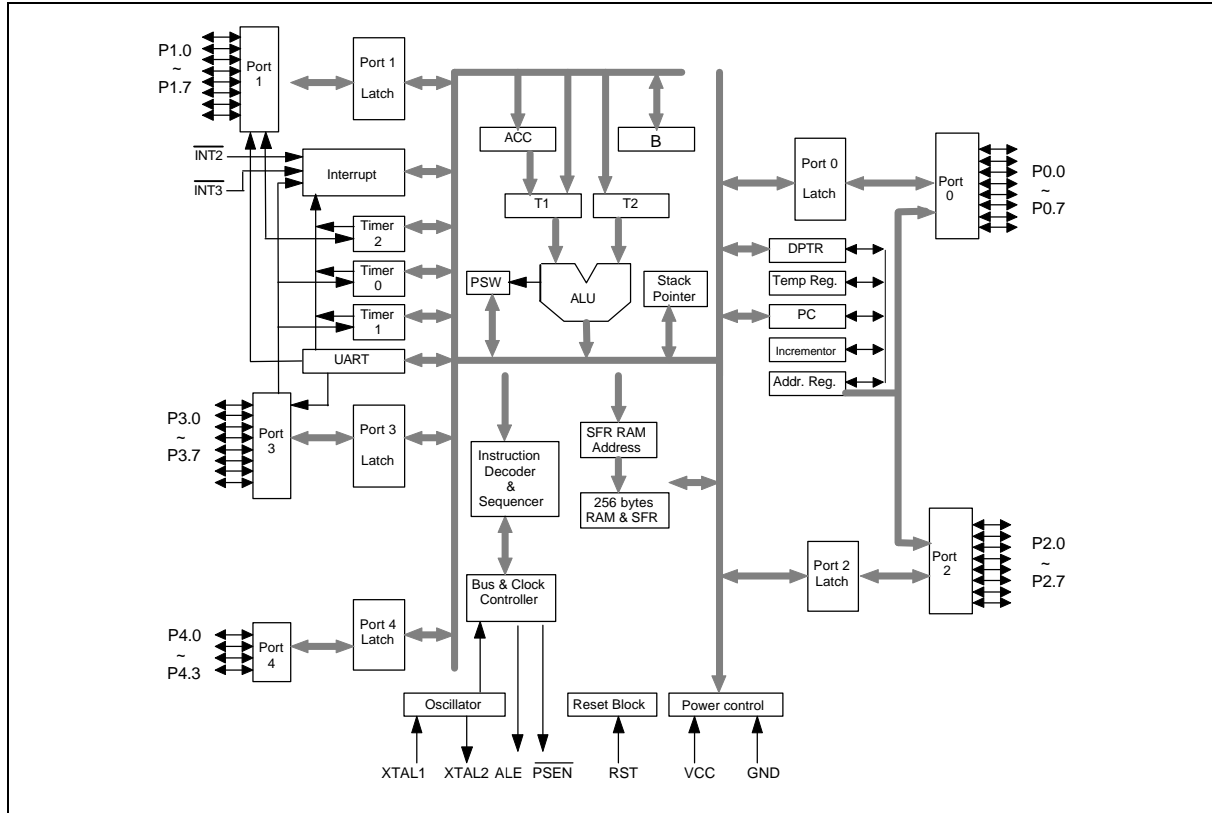 P1.0
~
P1.7
Port
1
Port 1
Latch
INT2
INT3
Interrupt
Timer
2
Timer
0
Timer
1
UART
P3.0
~
P3.7
Port
3
Port 3
Latch
P4.0
~
P4.3
Port
4
Port 4
Latch
ACC
B
T1
T2
PSW
ALU
Stack
Pointer
Instruction
Decoder
&
Sequencer
SFR RAM
Address
256 bytes
RAM & SFR
Bus & Clock
Controller
Oscillator
Reset Block
Power control
XTAL1
XTAL2
ALE
PSEN
RST
VCC
GND
Port 0
Latch
Port
0
P0.0
~
P0.7
DPTR
Temp Reg.
PC
Incrementor
Addr. Reg.
Port 2
Latch
Port
2
P2.0
~
P2.7